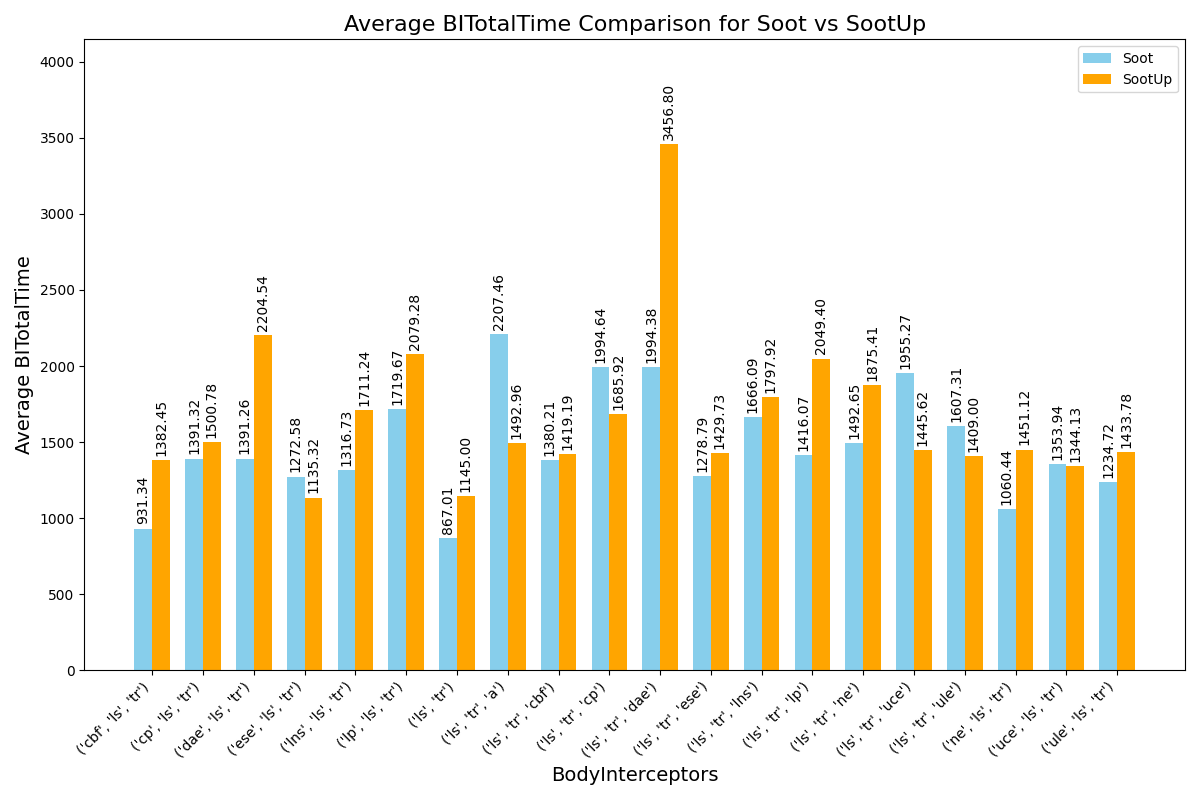 Average BITotalTime Comparison for Soot vs SootUp
Soot
SootUp
Average BITotalTime
4000
3500
3000
2500
2000
1500
1000
500
0
931.34
1382.45
1391.32
1500.78
1391.26
2204.54
1272.58
1135.32
1316.73
1711.24
1719.67
2079.28
867.01
1145.00
2207.46
1492.96
1380.21
1419.19
1994.64
1685.92
1994.38
3456.80
1278.79
1429.73
1666.09
1797.92
1416.07
2049.40
1492.65
1875.41
1955.27
1445.62
1607.31
1409.00
1060.44
1451.12
1353.94
1344.13
1234.72
1433.78
('cbf', 'ls', 'tr')
('cp', 'ls', 'tr')
('dae', 'ls', 'tr')
('ese', 'ls', 'tr')
('lns', 'ls', 'tr')
('lp', 'ls', 'tr')
('ls', 'tr')
('ls', 'tr', 'a')
('ls', 'tr', 'cbf')
('ls', 'tr', 'cp')
('ls', 'tr', 'dae')
('ls', 'tr', 'ese')
('ls', 'tr', 'lns')
('ls', 'tr', 'lp')
('ls', 'tr', 'ne')
('ls', 'tr', 'uce')
('ls', 'tr', 'ule')
('ne', 'ls', 'tr')
('uce', 'ls', 'tr')
('ule', 'ls', 'tr')
BodyInterceptors